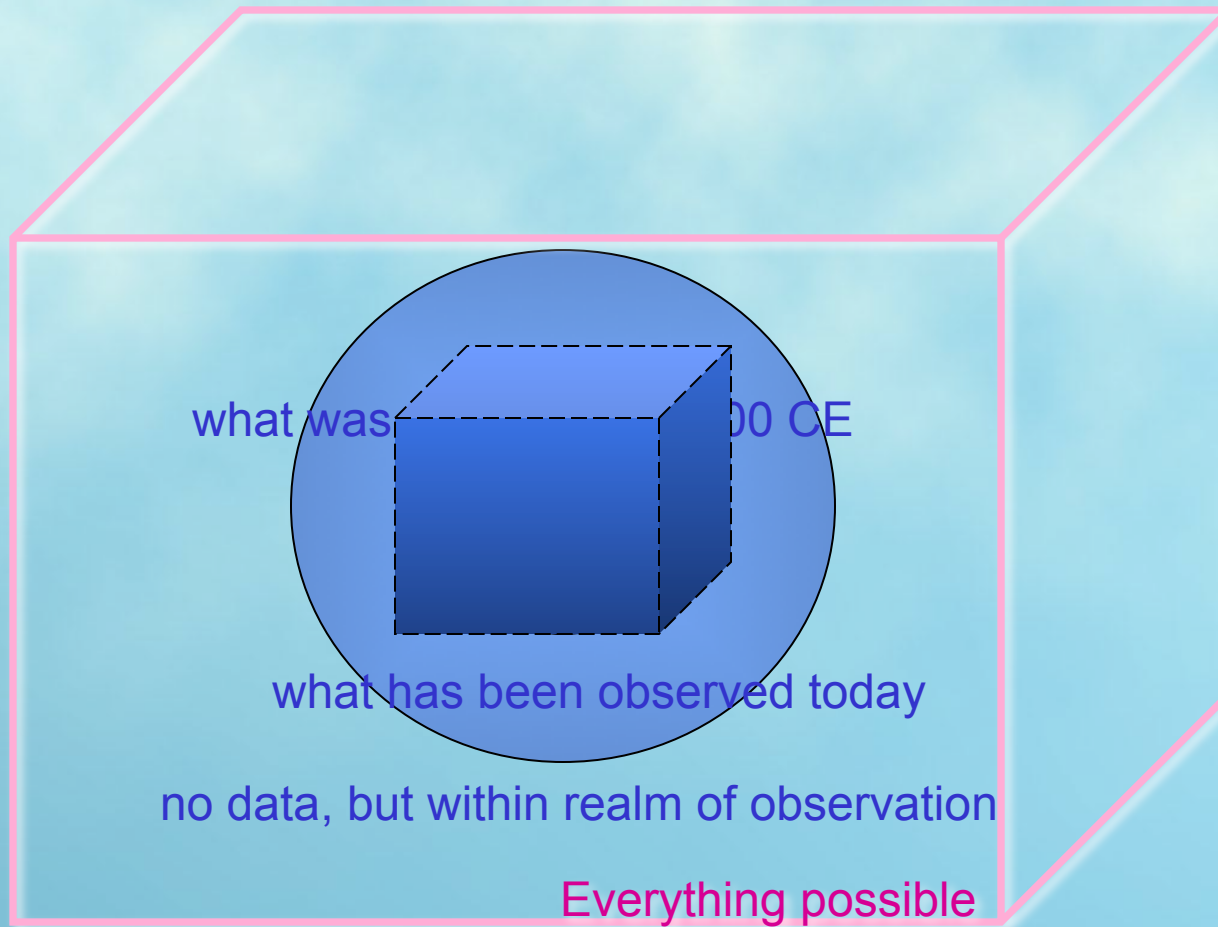 what was 00 CE
what has been observed today
no data, but within realm of observation
Everything possible